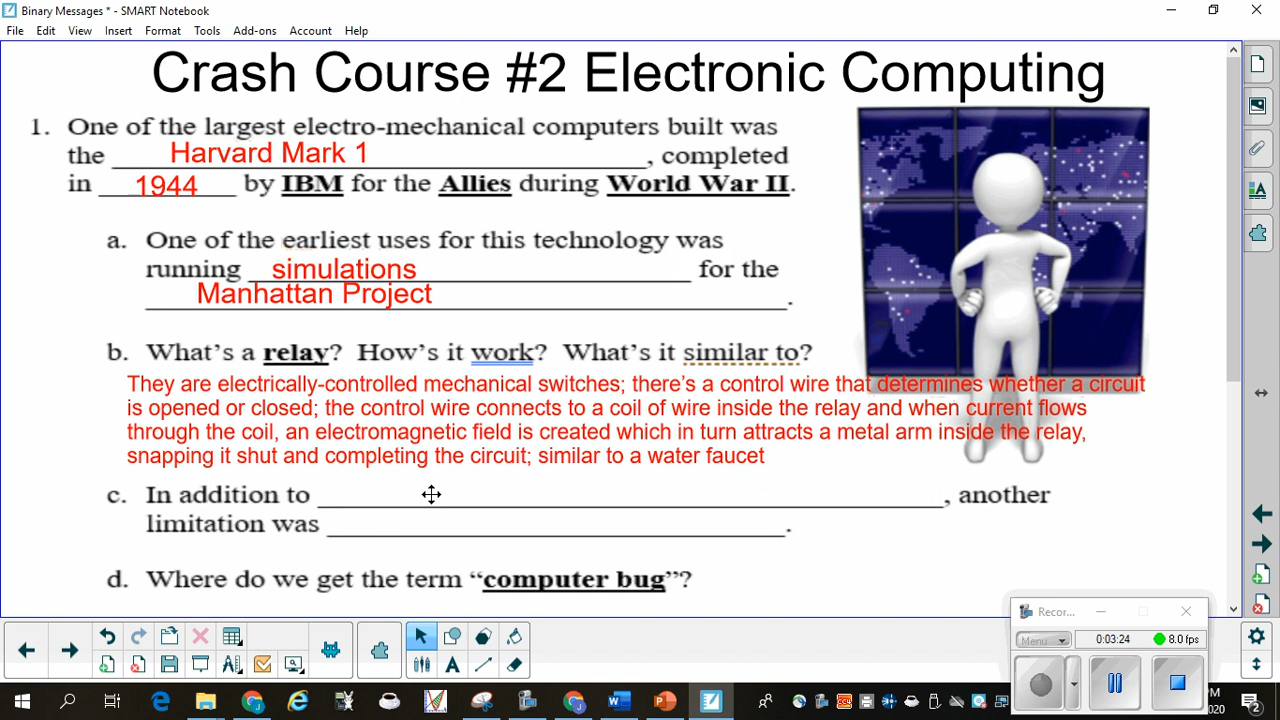 Binary Messages * - SMART Notebook
File Edit View Insert Format Tools Add-ons Account Help
Crash Course #2 Electronic Computing
1. One of the largest electro-mechanical computers built was
the Harvard Mark 1, completed
in 1944 by IBM for the Allies during World War II.
a. One of the earliest uses for this technology was
running simulations for the
Manhattan Project.
b. What's a relay? How's it work? What's it similar to?
They are electrically-controlled mechanical switches; there's a control wire that determines whether a circuit
is opened or closed; the control wire connects to a coil of wire inside the relay and when current flows
through the coil, an electromagnetic field is created which in turn attracts a metal arm inside the relay,
snapping it shut and completing the circuit; similar to a water faucet
c. In addition to ____, another
limitation was ____.
d. Where do we get the term “computer bug”?
Recor...
Menu 0:03:24 8.0 fps